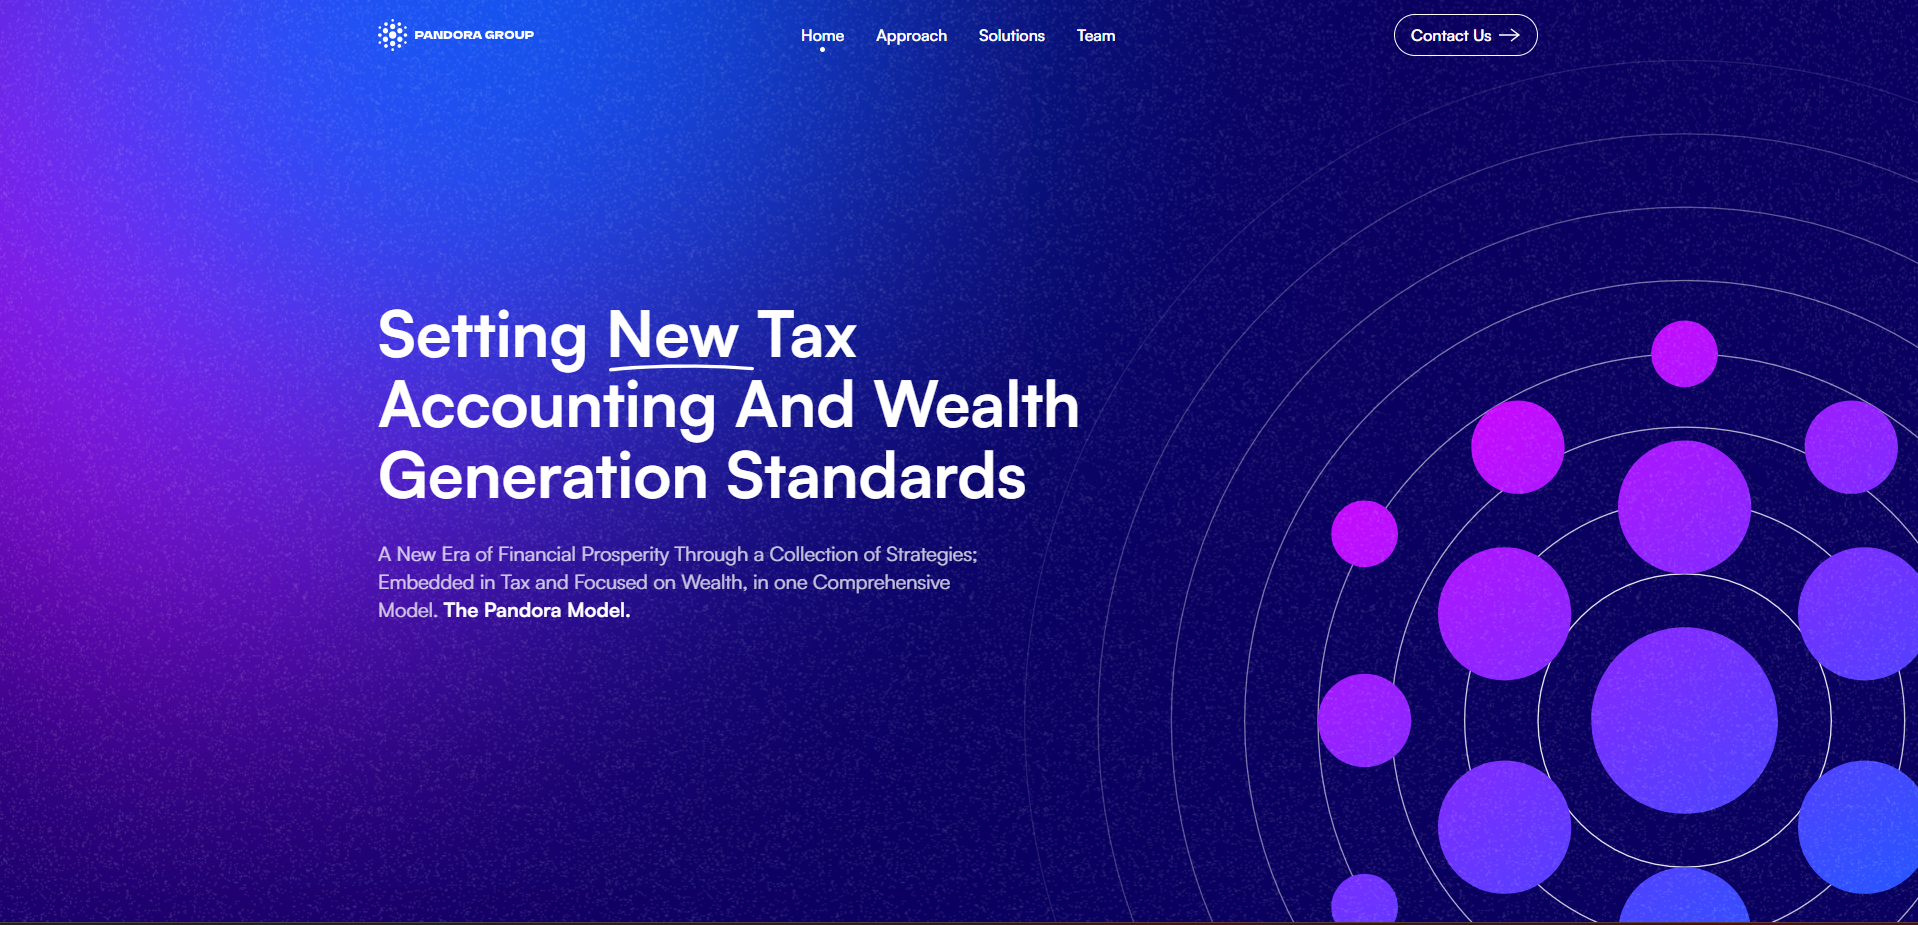 PANDORA GROUP
Home
Approach
Solutions
Team
Contact Us
Setting New Tax
Accounting And Wealth
Generation Standards
A New Era of Financial Prosperity Through a Collection of Strategies;
Embedded in Tax and Focused on Wealth, in one Comprehensive
Model. The Pandora Model.